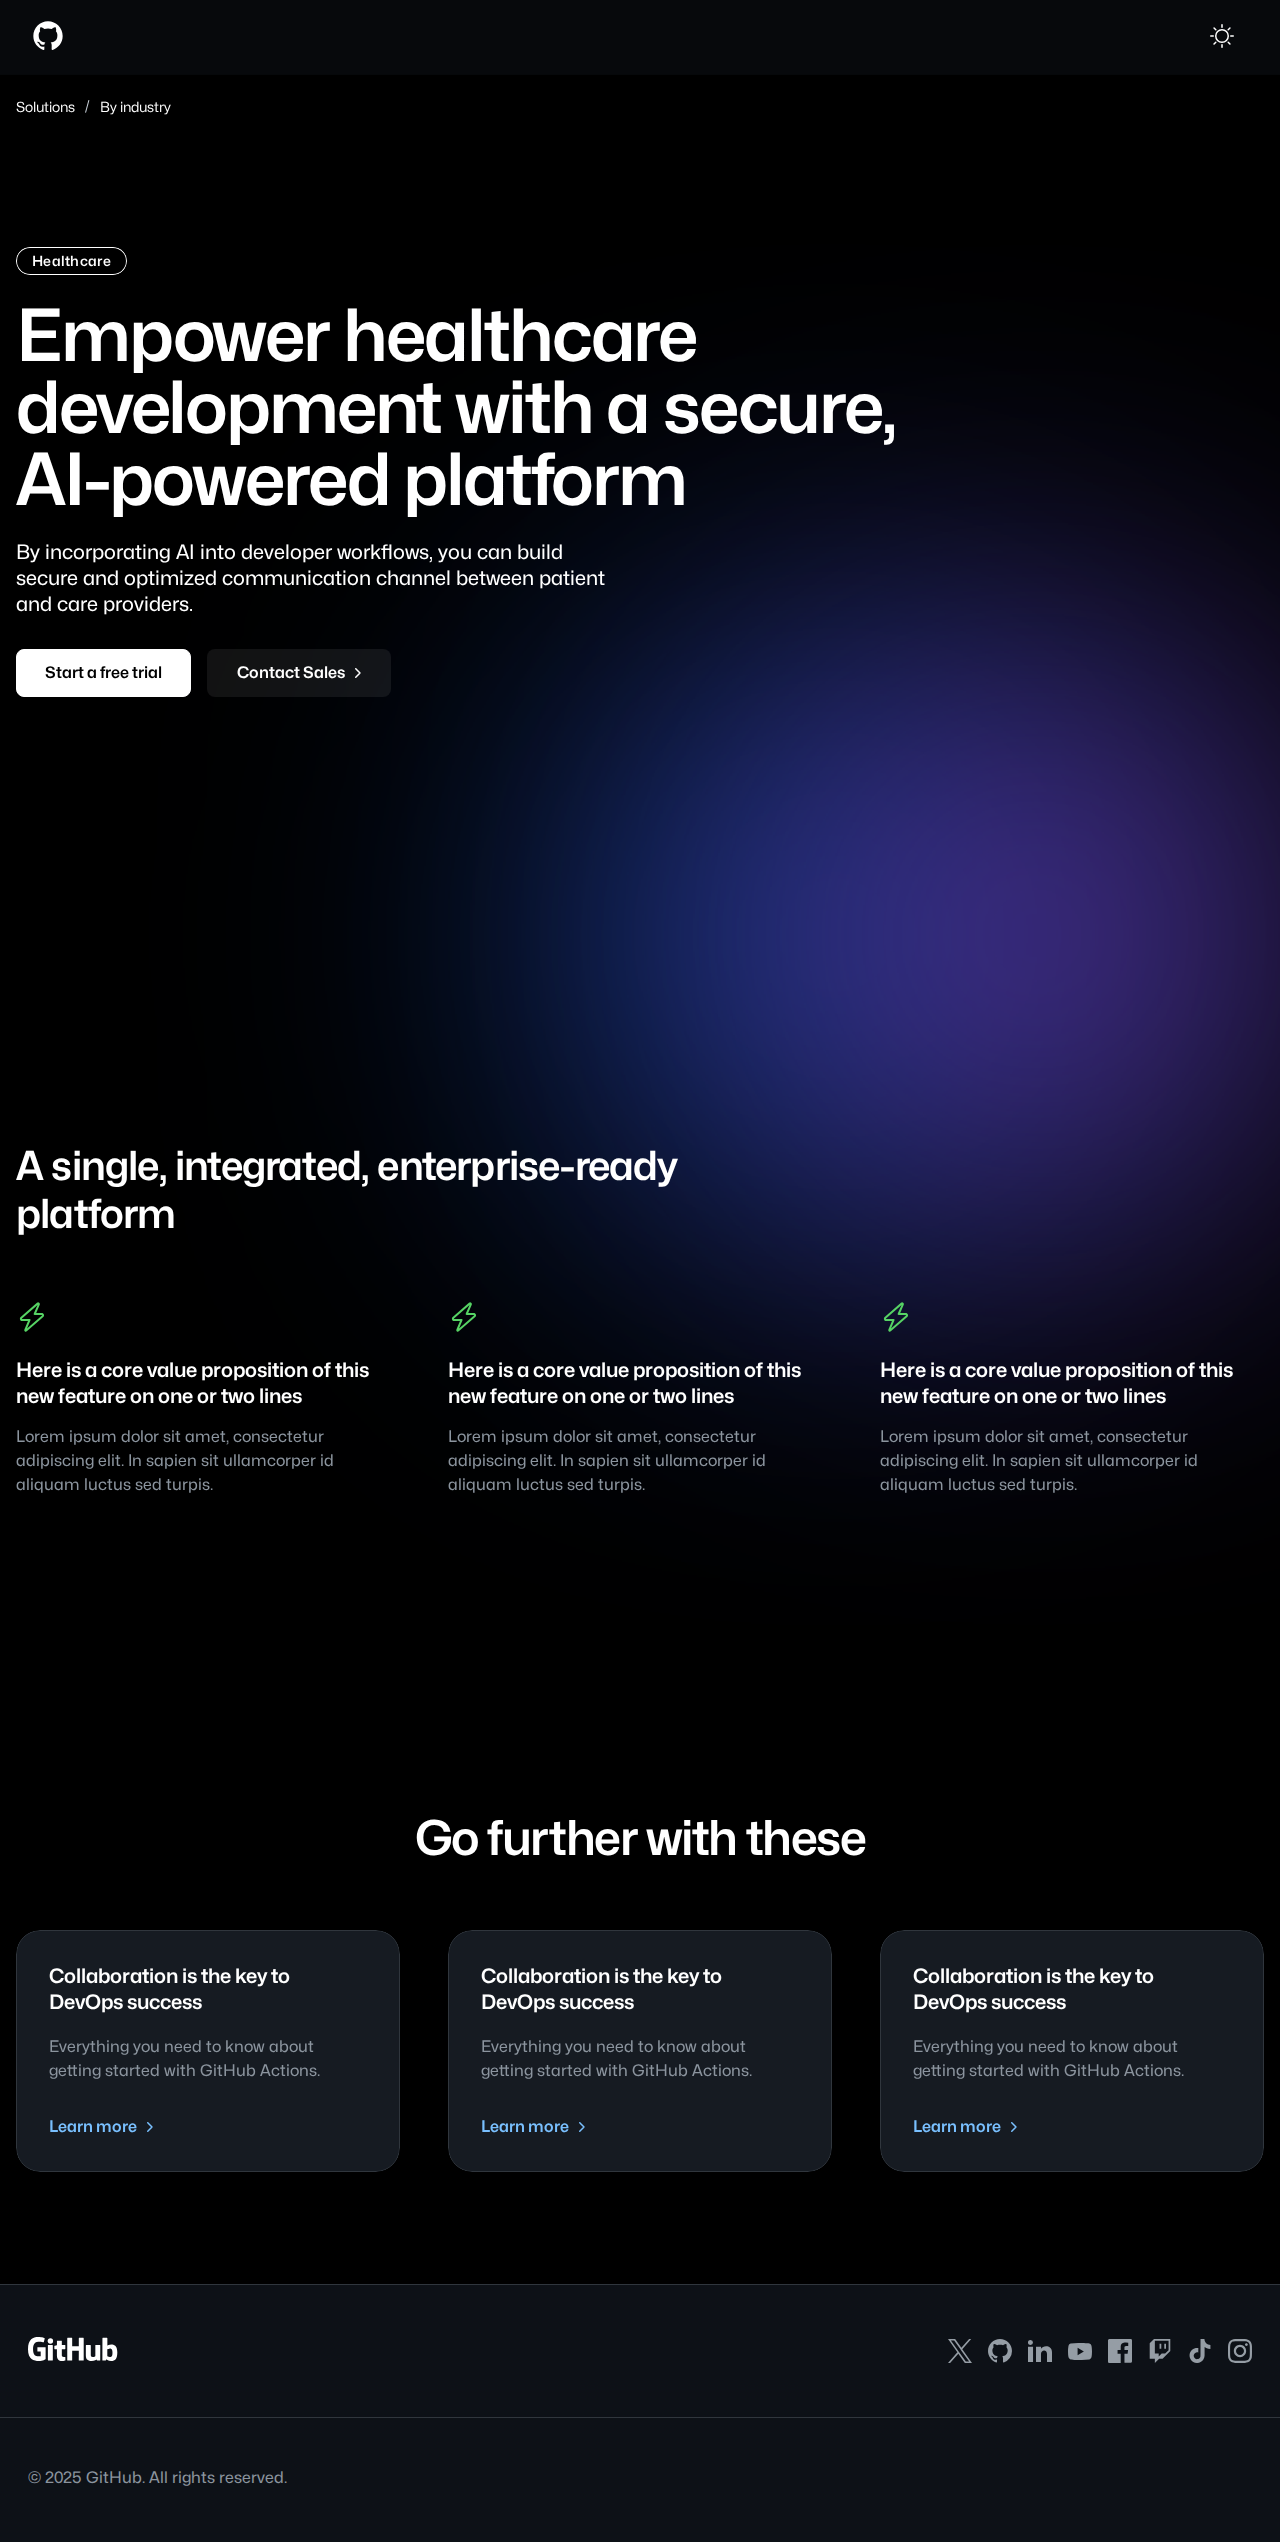 Solutions / By industry
Healthcare
Empower healthcare
development with a secure,
AI-powered platform
By incorporating AI into developer workflows, you can build
secure and optimized communication channel between patient
and care providers.
Start a free trial
Contact Sales
A single, integrated, enterprise-ready
platform
Here is a core value proposition of this
new feature on one or two lines
Lorem ipsum dolor sit amet, consectetur
adipiscing elit. In sapien sit ullamcorper id
aliquam luctus sed turpis.
Here is a core value proposition of this
new feature on one or two lines
Lorem ipsum dolor sit amet, consectetur
adipiscing elit. In sapien sit ullamcorper id
aliquam luctus sed turpis.
Here is a core value proposition of this
new feature on one or two lines
Lorem ipsum dolor sit amet, consectetur
adipiscing elit. In sapien sit ullamcorper id
aliquam luctus sed turpis.
Go further with these
Collaboration is the key to
DevOps success
Everything you need to know about
getting started with GitHub Actions.
Learn more
Collaboration is the key to
DevOps success
Everything you need to know about
getting started with GitHub Actions.
Learn more
Collaboration is the key to
DevOps success
Everything you need to know about
getting started with GitHub Actions.
Learn more
GitHub
© 2025 GitHub. All rights reserved.